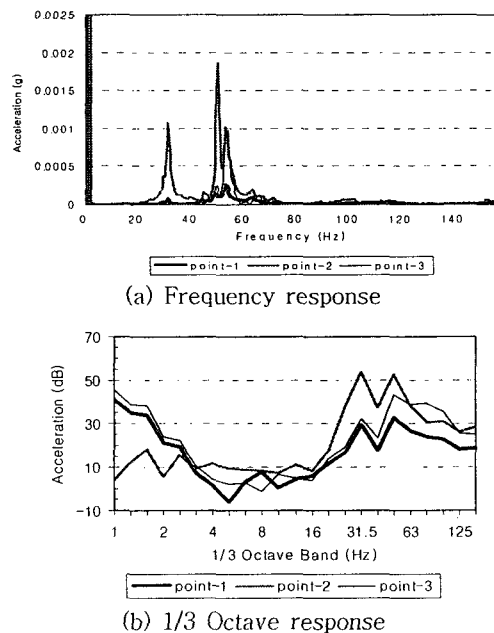 0.0025
0.002
0.0015
0.001
0.0005
0
Acceleration (g)
0 20 40 60 80 100 120 140
Frequency (Hz)
point-1 point-2 point-3
(a) Frequency response
70
50
30
10
-10
Acceleration (dB)
1 2 4 8 16 31.5 63 125
1/3 Octave Band (Hz)
point-1 point-2 point-3
(b) 1/3 Octave response